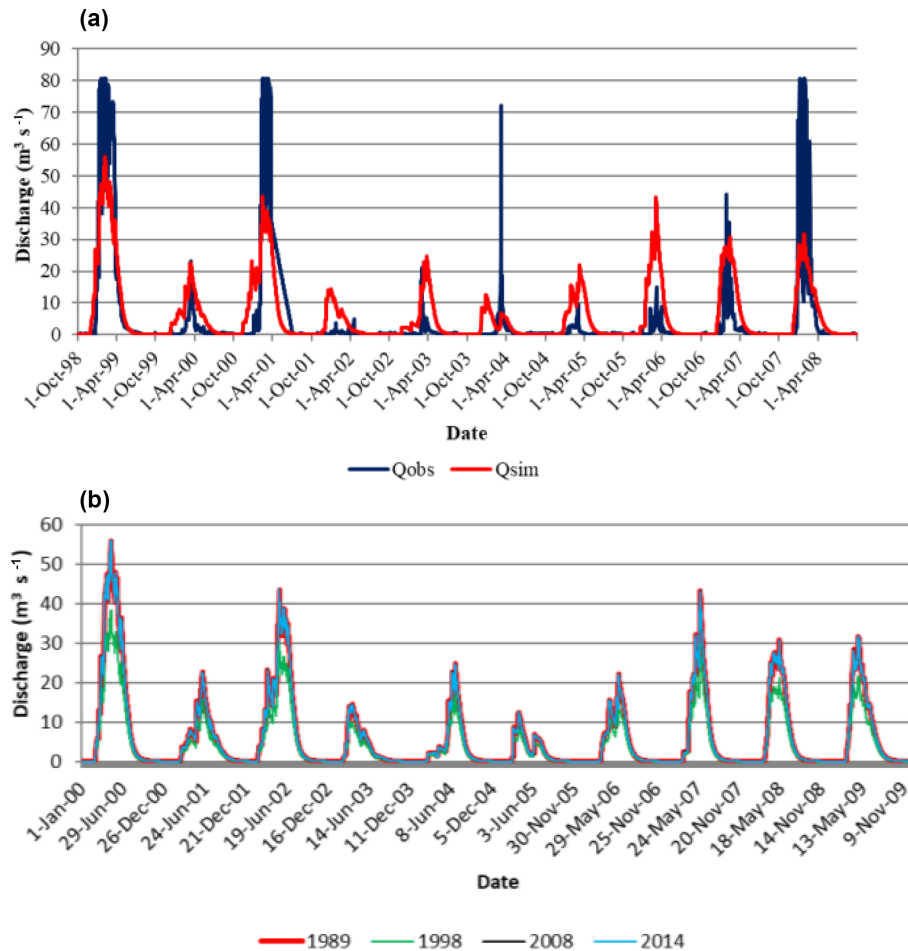 (a)
Discharge (m³ s⁻¹)
90
80
70
60
50
40
30
20
10
0
1-Oct-98
1-Apr-99
1-Oct-99
1-Apr-00
1-Oct-00
1-Apr-01
1-Oct-01
1-Apr-02
1-Oct-02
1-Apr-03
1-Oct-03
1-Apr-04
1-Oct-04
1-Apr-05
1-Oct-05
1-Apr-06
1-Oct-06
1-Apr-07
1-Oct-07
1-Apr-08
Date
Qobs Qsim
(b)
Discharge (m³ s⁻¹)
60
50
40
30
20
10
0
1-Jan-00
29-Jun-00
26-Dec-00
24-Jun-01
21-Dec-01
19-Jun-02
16-Dec-02
14-Jun-03
11-Dec-03
8-Jun-04
5-Dec-04
3-Jun-05
30-Nov-05
29-May-06
25-Nov-06
24-May-07
20-Nov-07
18-May-08
14-Nov-08
13-May-09
9-Nov-09
Date
1989 1998 2008 2014